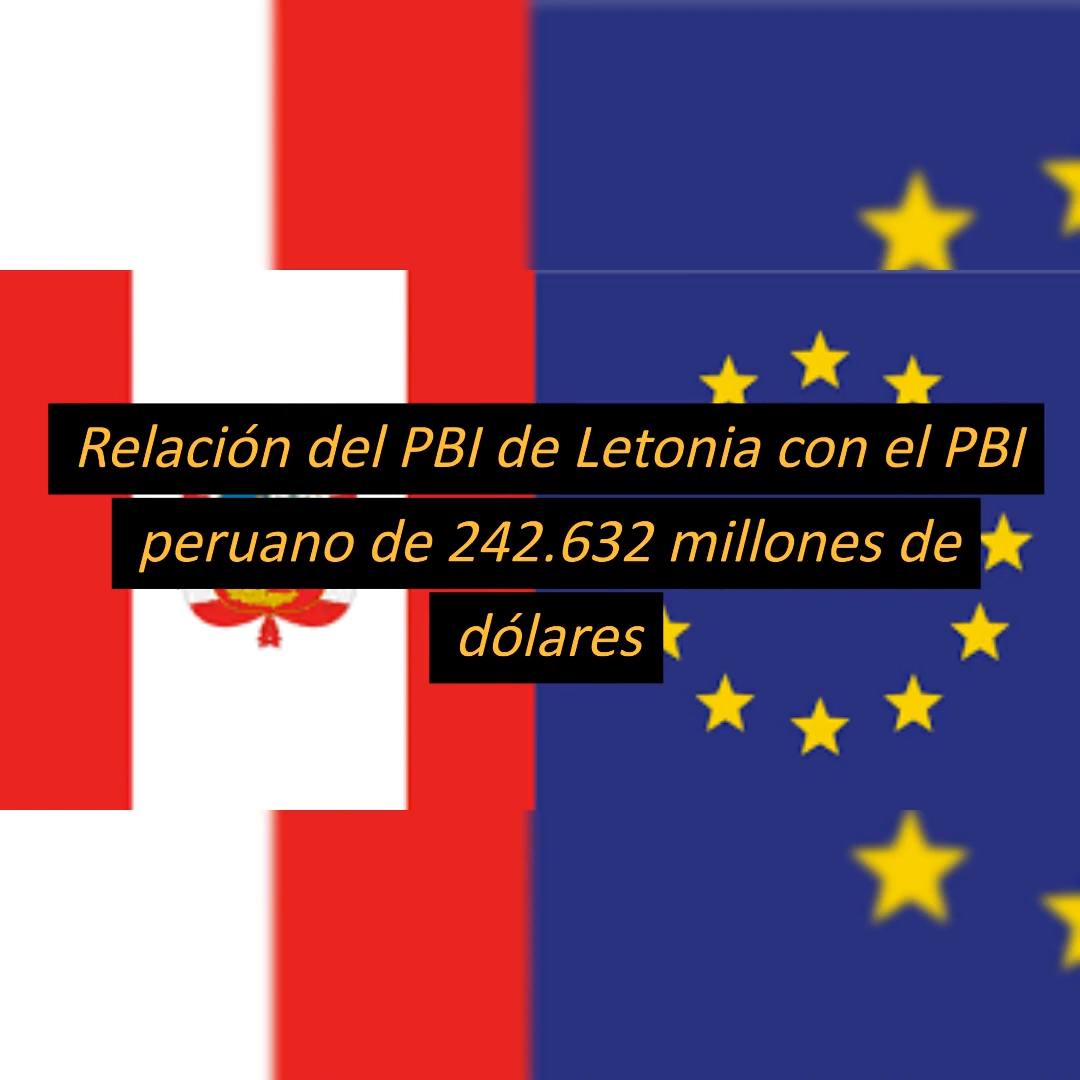 Relación del PBI de Letonia con el PBI
peruano de 242.632 millones de
dólares